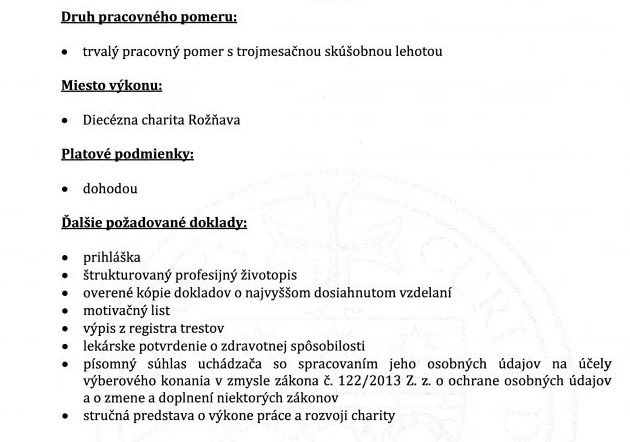 Druh pracovného pomeru:
• trvalý pracovný pomer s trojmesačnou skúšobnou lehotou
Miesto výkonu:
• Diecézna charita Rožňava
Platové podmienky:
• dohodou
Ďalšie požadované doklady:
• prihláška
• štrukturovaný profesijný životopis
• overené kópie dokladov o najvyššom dosiahnutom vzdelaní
• motivačný list
• výpis z registra trestov
• lekárske potvrdenie o zdravotnej spôsobilosti
• písomný súhlas uchádzača so spracovaním jeho osobných údajov na účely
výberového konania v zmysle zákona č. 122/2013 Z. z. o ochrane osobných údajov
a o zmene a doplnení niektorých zákonov
• stručná predstava o výkone práce a rozvoji charity